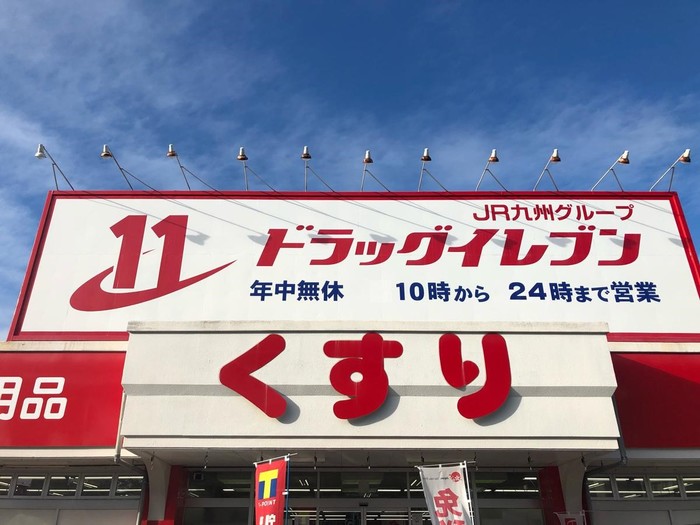 JR九州グループ
11 ドラッグイレブン
年中無休 10時から 24時まで営業
くすり
用品
T
POINT
免